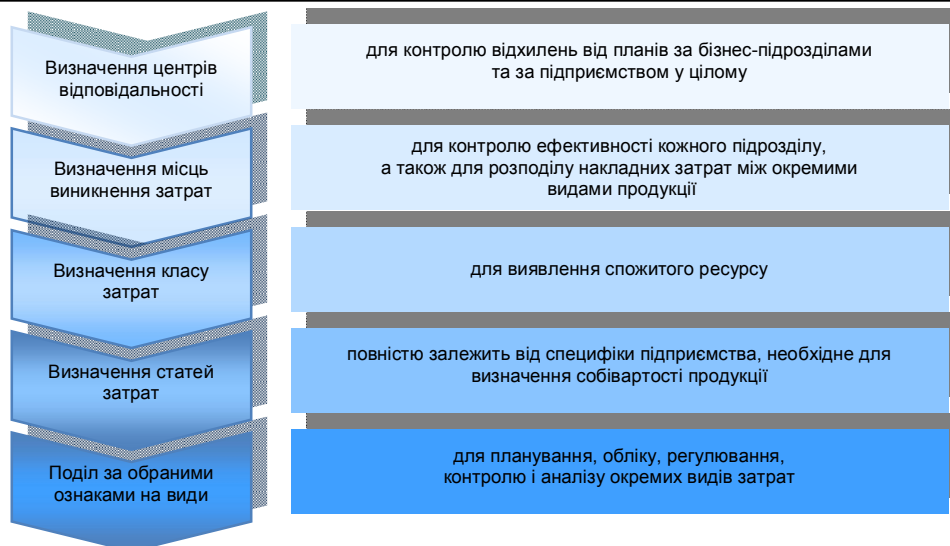 Визначення центрів
відповідальності
для контролю відхилень від планів за бізнес-підрозділами
та за підприємством у цілому
Визначення місць
виникнення затрат
для контролю ефективності кожного підрозділу,
а також для розподілу накладних затрат між окремими
видами продукції
Визначення класу
затрат
для виявлення спожитого ресурсу
Визначення статей
затрат
повністю залежить від специфіки підприємства, необхідне для
визначення собівартості продукції
Поділ за обраними
ознаками на види
для планування, обліку, регулювання,
контролю і аналізу окремих видів затрат